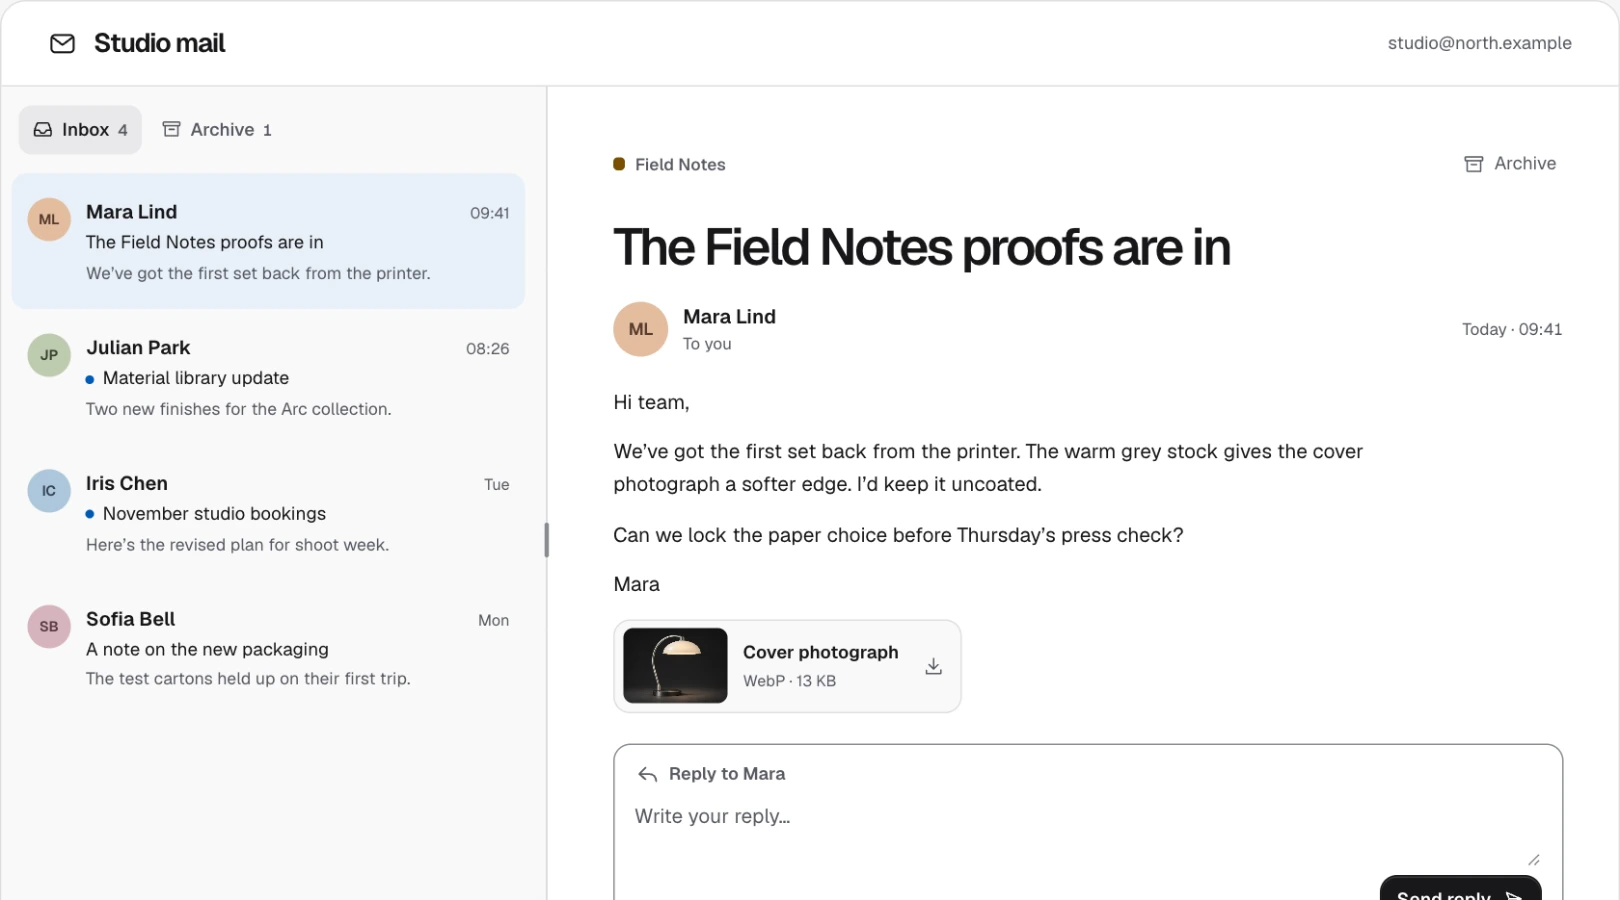 Studio mail
studio@north.example
Inbox 4
Archive 1
ML
Mara Lind
09:41
The Field Notes proofs are in
We’ve got the first set back from the printer.
JP
Julian Park
08:26
Material library update
Two new finishes for the Arc collection.
IC
Iris Chen
Tue
November studio bookings
Here’s the revised plan for shoot week.
SB
Sofia Bell
Mon
A note on the new packaging
The test cartons held up on their first trip.
Field Notes
Archive
The Field Notes proofs are in
ML
Mara Lind
To you
Today · 09:41
Hi team,
We’ve got the first set back from the printer. The warm grey stock gives the cover
photograph a softer edge. I’d keep it uncoated.
Can we lock the paper choice before Thursday’s press check?
Mara
Cover photograph
WebP · 13 KB
Reply to Mara
Write your reply…
Send reply